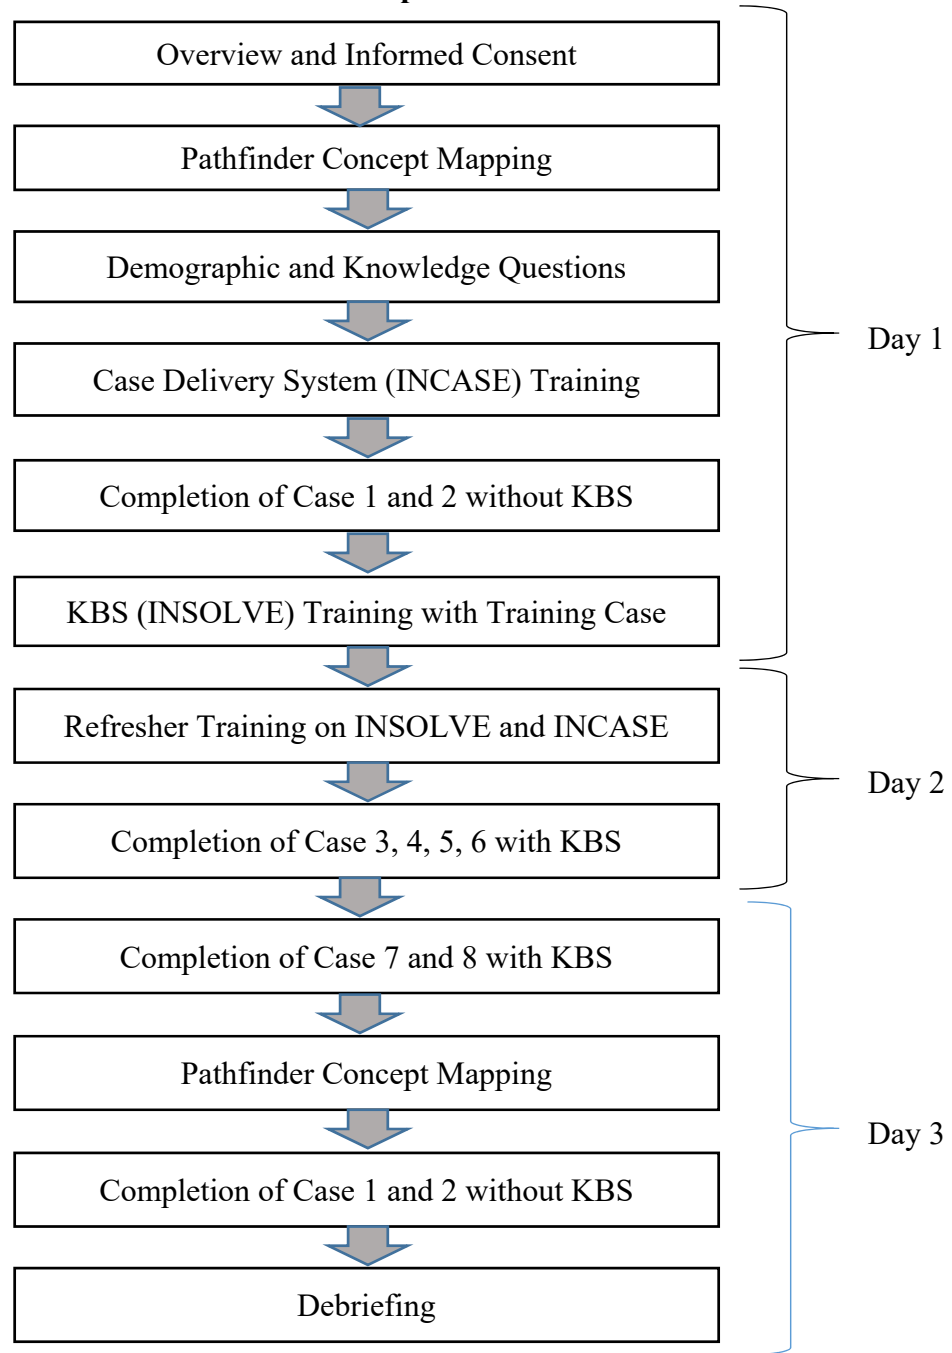 Overview and Informed Consent
Pathfinder Concept Mapping
Demographic and Knowledge Questions
Case Delivery System (INCASE) Training
Completion of Case 1 and 2 without KBS
KBS (INSOLVE) Training with Training Case
Day 1
Refresher Training on INSOLVE and INCASE
Completion of Case 3, 4, 5, 6 with KBS
Day 2
Completion of Case 7 and 8 with KBS
Pathfinder Concept Mapping
Completion of Case 1 and 2 without KBS
Debriefing
Day 3